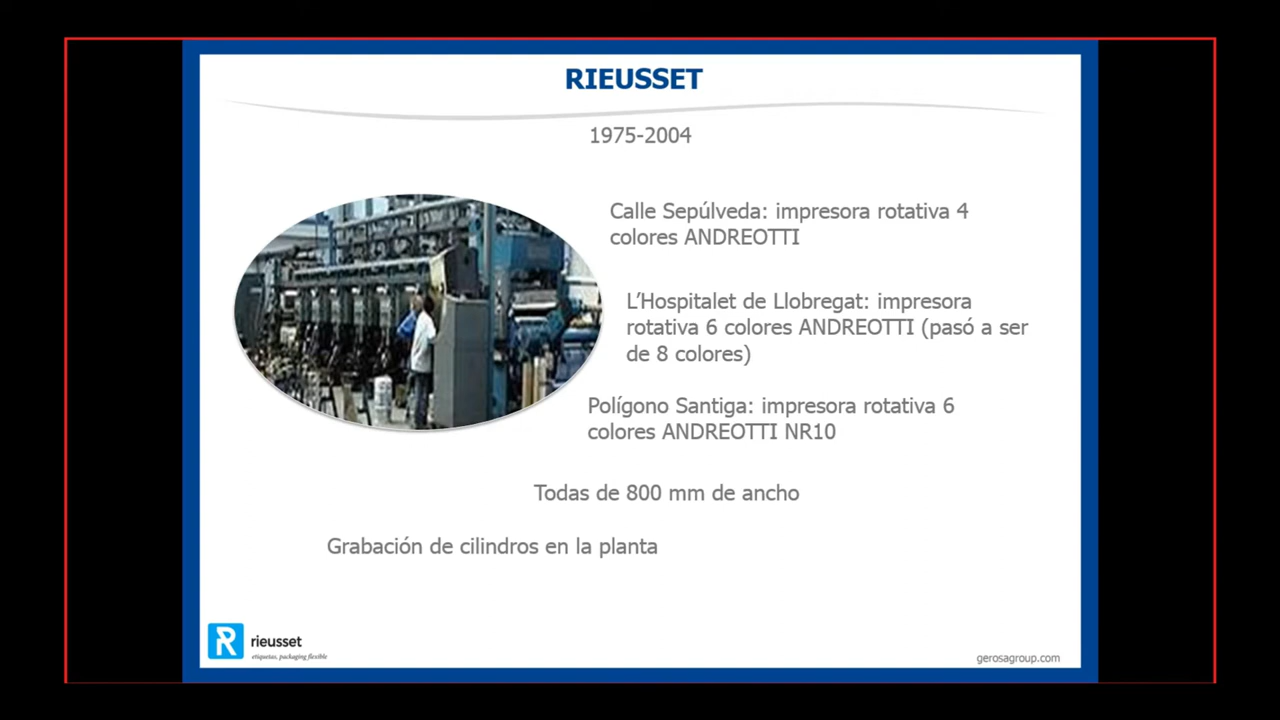 RIEUSSET
1975-2004
Calle Sepúlveda: impresora rotativa 4
colores ANDREOTTI
L’Hospitalet de Llobregat: impresora
rotativa 6 colores ANDREOTTI (pasó a ser
de 8 colores)
Polígono Santiga: impresora rotativa 6
colores ANDREOTTI NR10
Todas de 800 mm de ancho
Grabación de cilindros en la planta
R rieusset
etiquetas, packaging flexible
gerosagroup.com